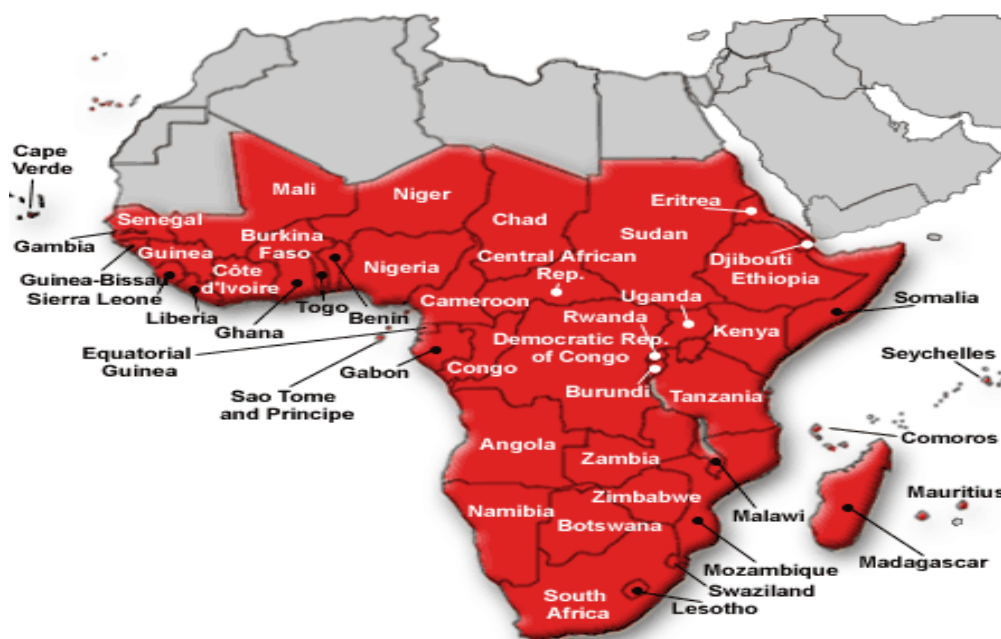 Cape
Verde
Mali
Niger
Chad
Eritrea
Senegal
Gambia
Guinea
Burkina
Faso
Sudan
Nigeria
Djibouti
Ethiopia
Guinea-Bissau
Côte
d'Ivoire
Central African
Rep.
Sierra Leone
Liberia
Ghana
Togo
Benin
Cameroon
Uganda
Somalia
Rwanda
Kenya
Equatorial
Guinea
Gabon
Congo
Democratic Rep.
of Congo
Seychelles
Sao Tome
and Principe
Burundi
Tanzania
Comoros
Angola
Zambia
Malawi
Mauritius
Namibia
Zimbabwe
Botswana
Madagascar
Mozambique
Swaziland
Lesotho
South
Africa